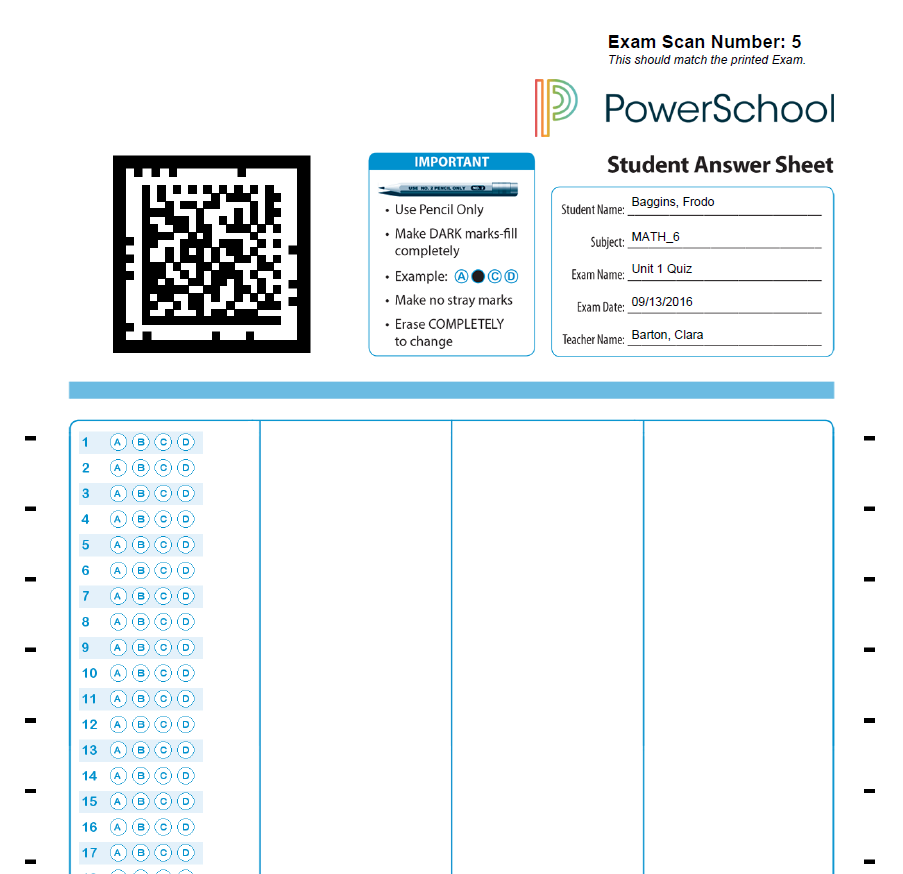 Exam Scan Number: 5
This should match the printed Exam.
PowerSchool
IMPORTANT
USE NO. 2 PENCIL ONLY
• Use Pencil Only
• Make DARK marks-fill
completely
• Example: A C D
• Make no stray marks
• Erase COMPLETELY
to change
Student Answer Sheet
Student Name: Baggins, Frodo
Subject: MATH_6
Exam Name: Unit 1 Quiz
Exam Date: 09/13/2016
Teacher Name: Barton, Clara
1 A B C D
2 A B C D
3 A B C D
4 A B C D
5 A B C D
6 A B C D
7 A B C D
8 A B C D
9 A B C D
10 A B C D
11 A B C D
12 A B C D
13 A B C D
14 A B C D
15 A B C D
16 A B C D
17 A B C D